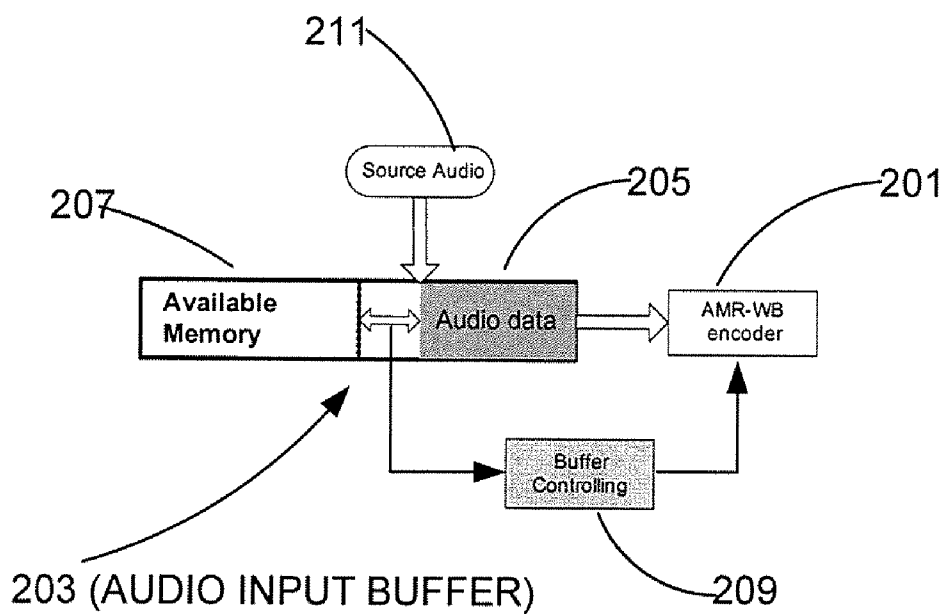 211
Source Audio
207
205
201
Available
Memory
Audio data
AMR-WB
encoder
Buffer
Controlling
203 (AUDIO INPUT BUFFER)
209